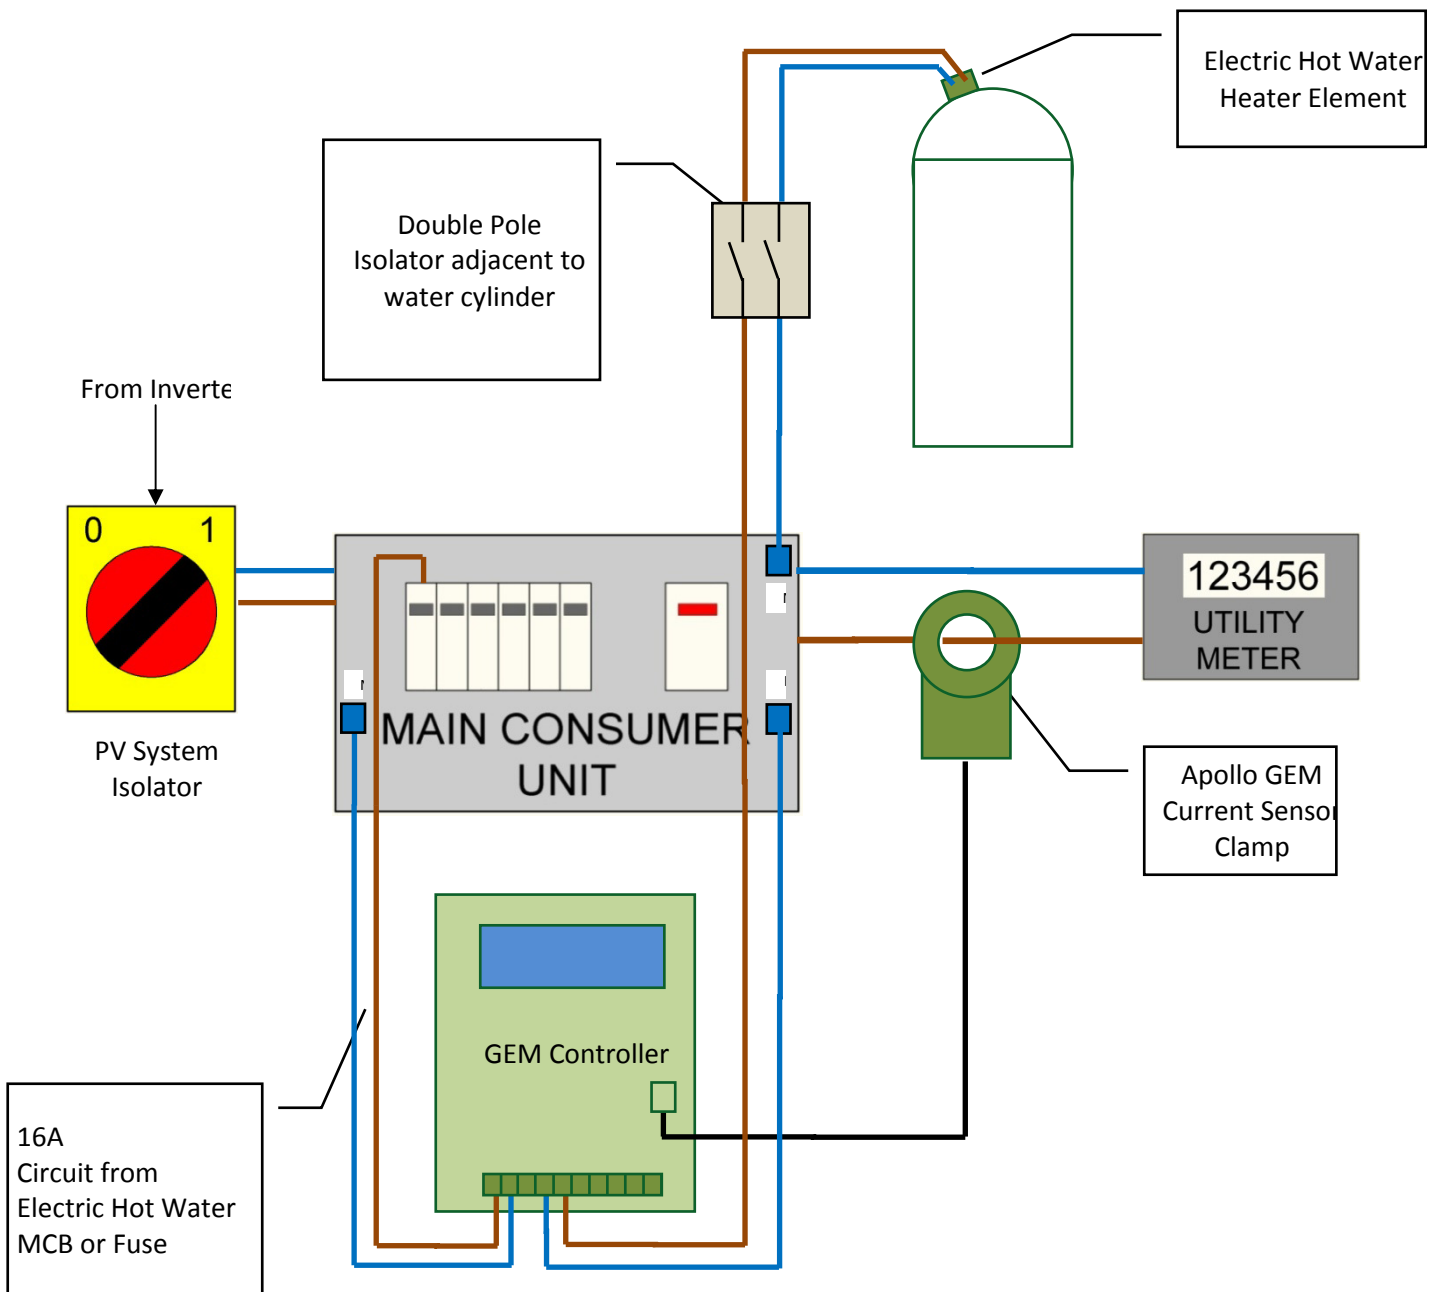 Electric Hot Water
Heater Element
Double Pole
Isolator adjacent to
water cylinder
From Inverte
0 1
PV System
Isolator
MAIN CONSUMER
UNIT
123456
UTILITY
METER
Apollo GEM
Current Sensor
Clamp
GEM Controller
16A
Circuit from
Electric Hot Water
MCB or Fuse